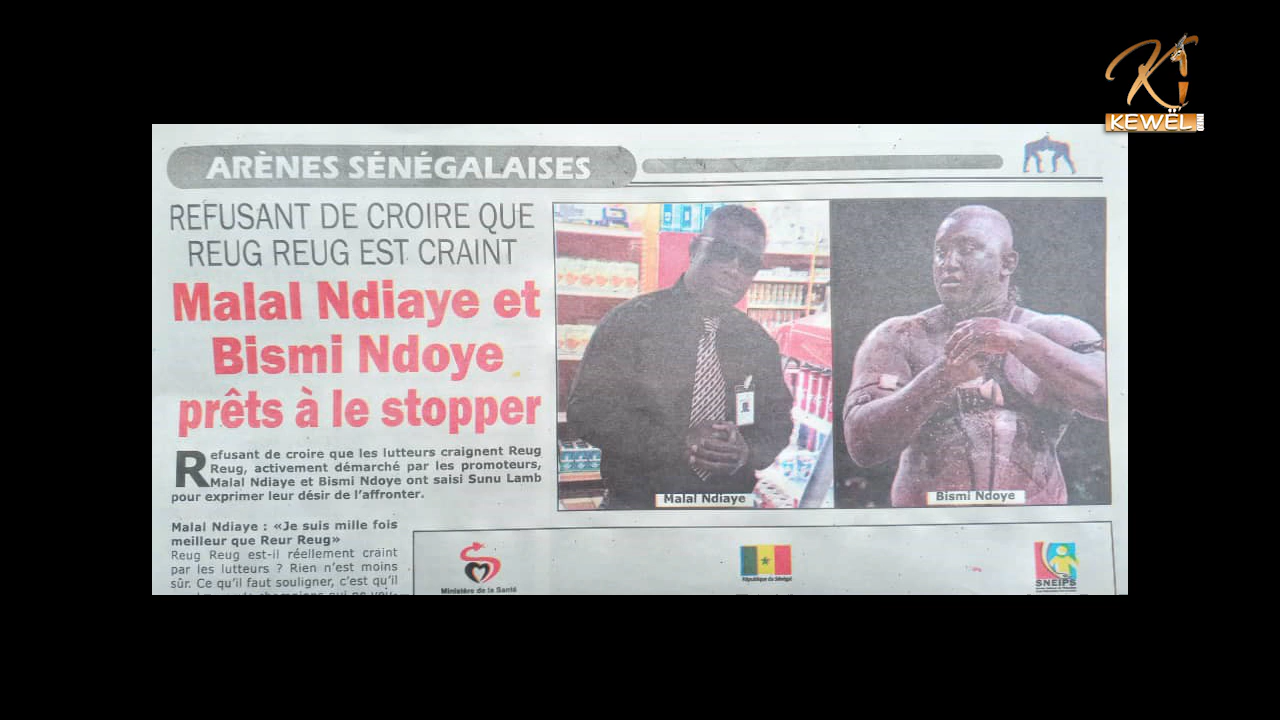 KEWËL
INFO
ARÈNES SÉNÉGALAISES
REFUSANT DE CROIRE QUE
REUG REUG EST CRAINT
Malal Ndiaye et
Bismi Ndoye
prêts à le stopper
Refusant de croire que les lutteurs craignent Reug
Reug, activement démarché par les promoteurs,
Malal Ndiaye et Bismi Ndoye ont saisi Sunu Lamb
pour exprimer leur désir de l'affronter.
Malal Ndiaye : «Je suis mille fois
meilleur que Reur Reug»
Reug Reug est-il réellement craint
par les lutteurs ? Rien n'est moins
sûr. Ce qu'il faut souligner, c'est qu'il
Malal Ndiaye
Bismi Ndoye
Ministère de la Santé
République du Sénégal
SNEIPS